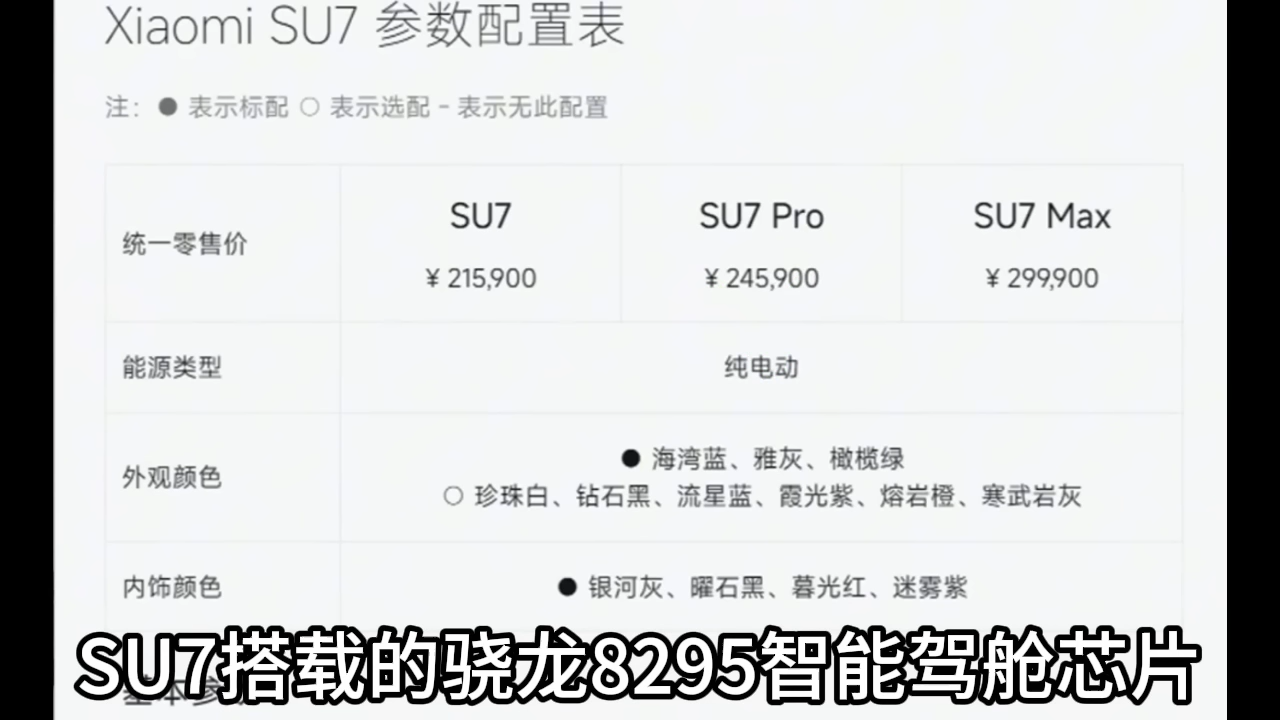 Xiaomi SU7 参数配置表
注：● 表示标配 ○ 表示选配 - 表示无此配置
统一零售价
SU7
SU7 Pro
SU7 Max
¥ 215,900
¥ 245,900
¥ 299,900
能源类型
纯电动
外观颜色
● 海湾蓝、雅灰、橄榄绿
○ 珍珠白、钻石黑、流星蓝、霞光紫、熔岩橙、寒武岩灰
内饰颜色
● 银河灰、曜石黑、暮光红、迷雾紫
SU7搭载的骁龙8295智能驾舱芯片